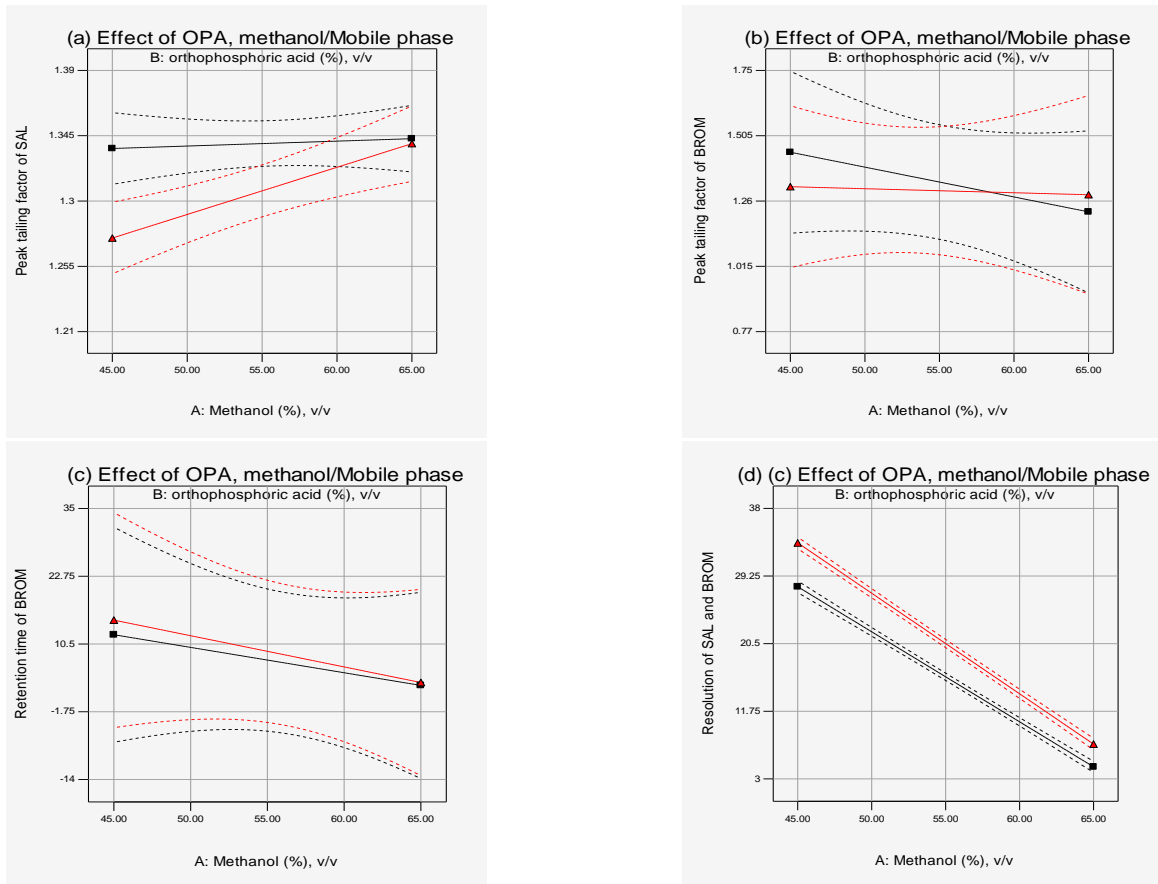 (a) Effect of OPA, methanol/Mobile phase
B: orthophosphoric acid (%), v/v
1.39
1.345
1.3
1.255
1.21
Peak tailing factor of SAL
45.00 50.00 55.00 60.00 65.00
A: Methanol (%), v/v
(b) Effect of OPA, methanol/Mobile phase
B: orthophosphoric acid (%), v/v
1.75
1.505
1.26
1.015
0.77
Peak tailing factor of BROM
45.00 50.00 55.00 60.00 65.00
A: Methanol (%), v/v
(c) Effect of OPA, methanol/Mobile phase
B: orthophosphoric acid (%), v/v
35
22.75
10.5
-1.75
-14
Retention time of BROM
45.00 50.00 55.00 60.00 65.00
A: Methanol (%), v/v
(d) (c) Effect of OPA, methanol/Mobile phase
B: orthophosphoric acid (%), v/v
38
29.25
20.5
11.75
3
Resolution of SAL and BROM
45.00 50.00 55.00 60.00 65.00
A: Methanol (%), v/v